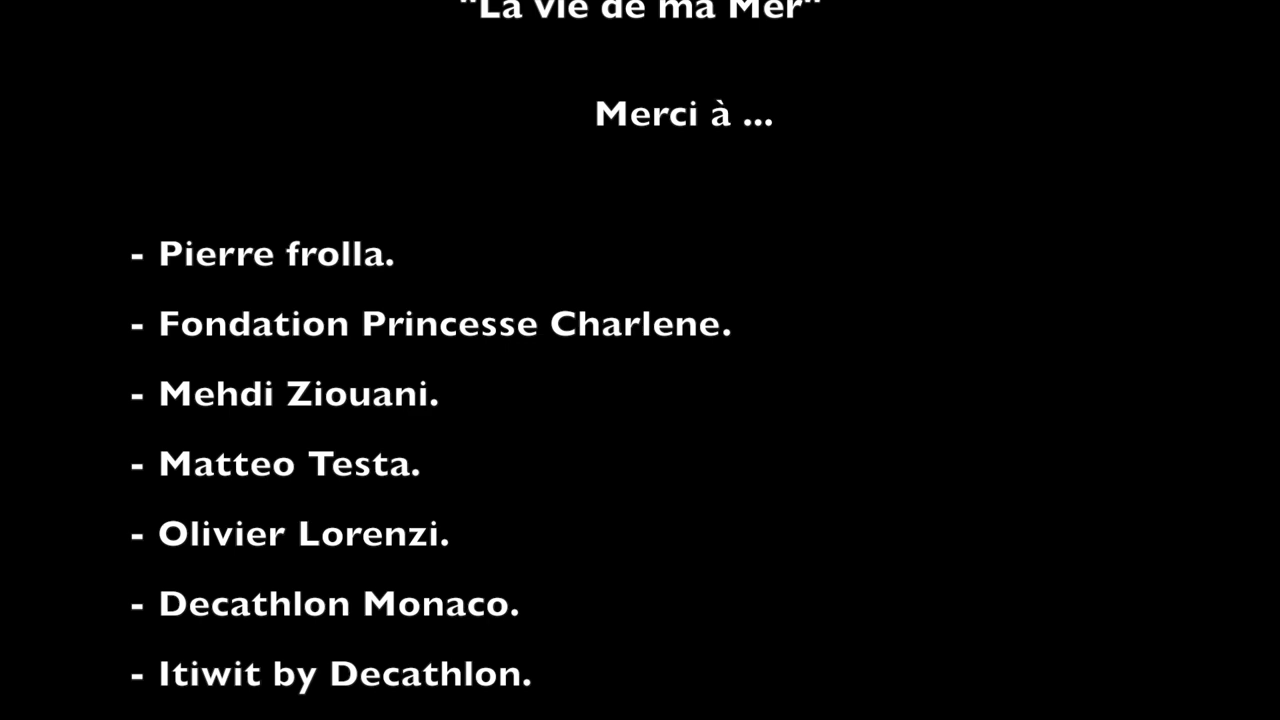 "La vie de ma Mer"
Merci à ...
- Pierre frolla.
- Fondation Princesse Charlene.
- Mehdi Ziouani.
- Matteo Testa.
- Olivier Lorenzi.
- Decathlon Monaco.
- Itiwit by Decathlon.